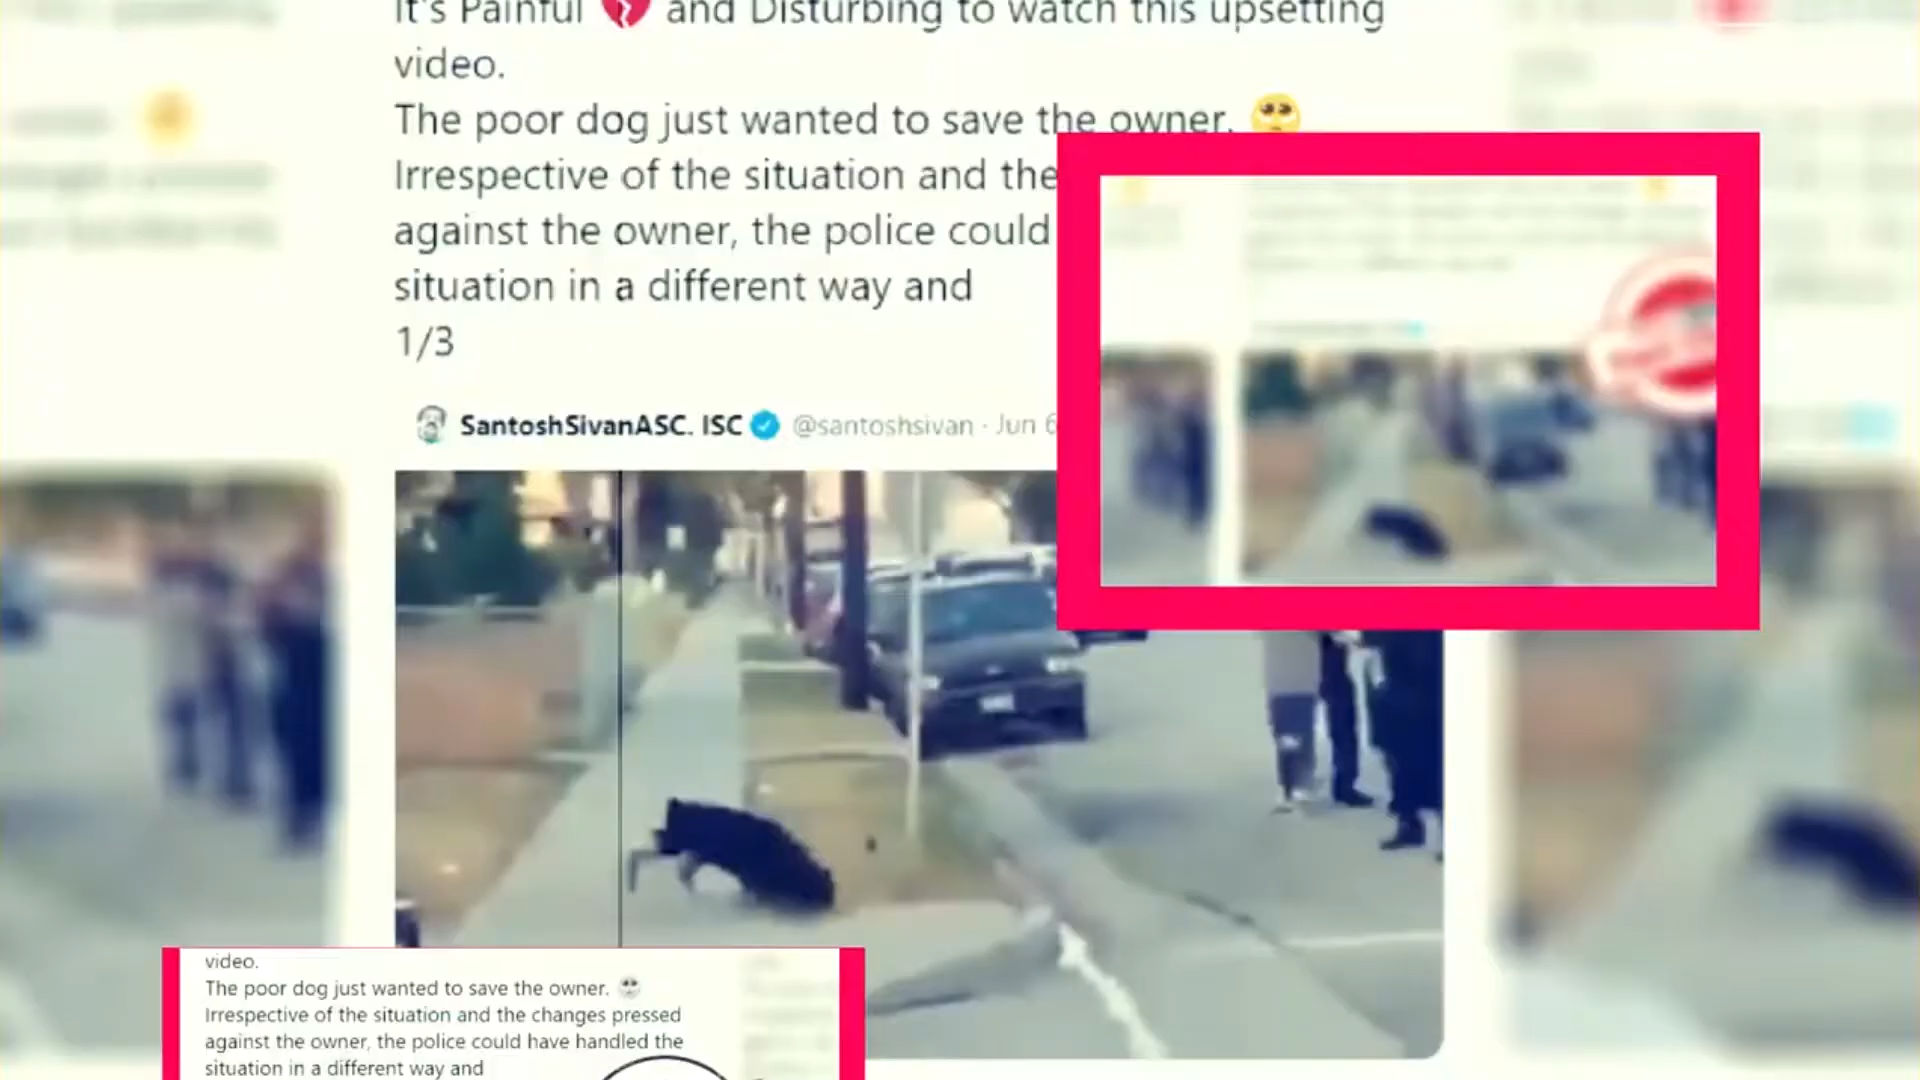 It's Painful 💔 and Disturbing to watch this upsetting
video.
The poor dog just wanted to save the owner. 🥺
Irrespective of the situation and the
against the owner, the police could
situation in a different way and
1/3
SantoshSivanASC. ISC @santoshsivan · Jun 6
video.
The poor dog just wanted to save the owner. 🥺
Irrespective of the situation and the changes pressed
against the owner, the police could have handled the
situation in a different way and